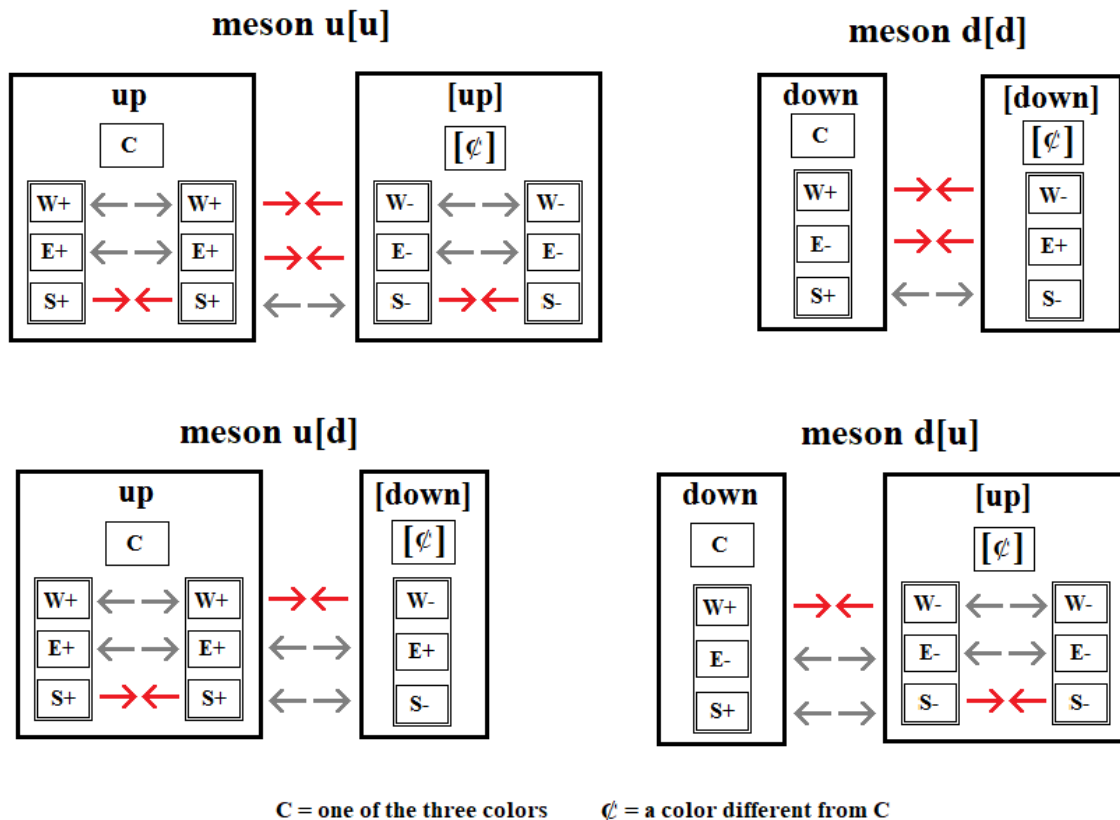 meson u[u]
meson d[d]
up
[up]
down
[down]
C
[₡]
C
[₡]
W+ W+ W- W-
W+ W-
E+ E+ E- E-
E- E+
S+ S+ S- S-
S+ S-
meson u[d]
meson d[u]
up
[down]
down
[up]
C
[₡]
C
[₡]
W+ W+ W-
W+ W- W-
E+ E+ E+
E- E- E-
S+ S+ S-
S+ S- S-
C = one of the three colors
₡ = a color different from C